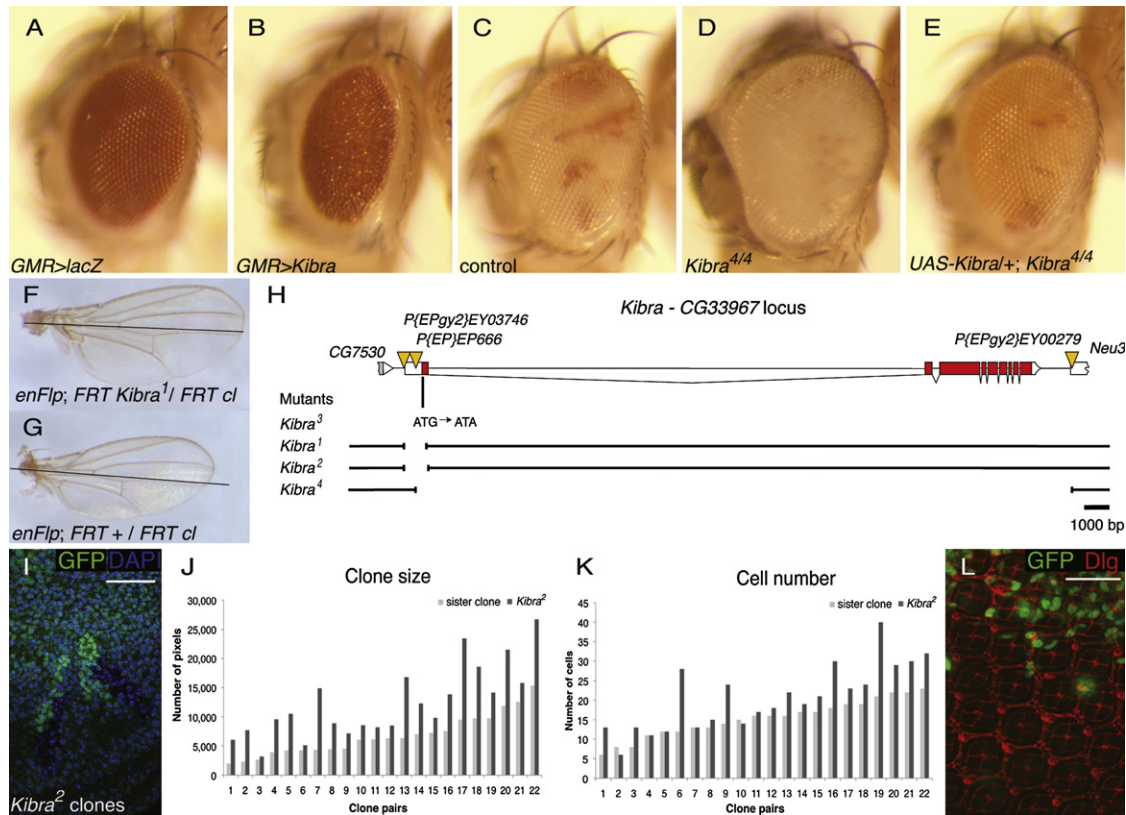 A
B
C
D
E
GMR>lacZ
GMR>Kibra
control
Kibra4/4
UAS-Kibra/+; Kibra4/4
F
enFlp; FRT Kibra1/ FRT cl
G
enFlp; FRT + / FRT cl
H
Kibra - CG33967 locus
P{EPgy2}EY03746
P{EP}EP666
P{EPgy2}EY00279
CG7530
Neu3
Mutants
ATG→ATA
Kibra3
Kibra1
Kibra2
Kibra4
1000 bp
I
GFP DAPI
Kibra2 clones
J
Clone size
sister clone
Kibra2
Number of pixels
30,000
25,000
20,000
15,000
10,000
5,000
0
1 2 3 4 5 6 7 8 9 10 11 12 13 14 15 16 17 18 19 20 21 22
Clone pairs
K
Cell number
sister clone
Kibra2
Number of cells
45
40
35
30
25
20
15
10
5
0
1 2 3 4 5 6 7 8 9 10 11 12 13 14 15 16 17 18 19 20 21 22
Clone pairs
L
GFP Dlg